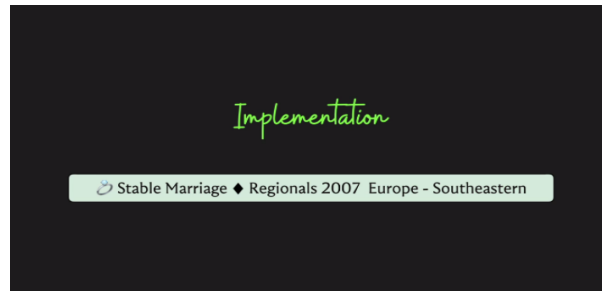 Implementation
💍 Stable Marriage ◆ Regionals 2007 Europe - Southeastern